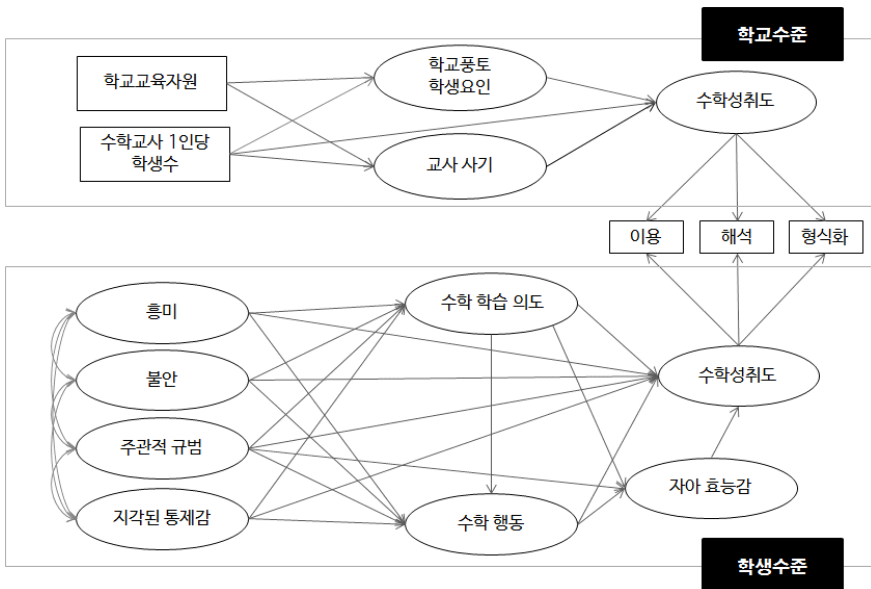 학교수준
학교교육자원
학교풍토
학생요인
수학성취도
수학교사 1인당
학생수
교사 사기
이용
해석
형식화
흥미
수학 학습 의도
불안
수학성취도
주관적 규범
자아 효능감
지각된 통제감
수학 행동
학생수준